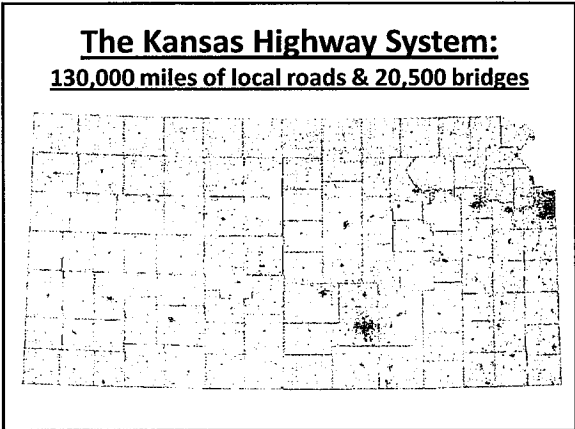 The Kansas Highway System:
130,000 miles of local roads & 20,500 bridges